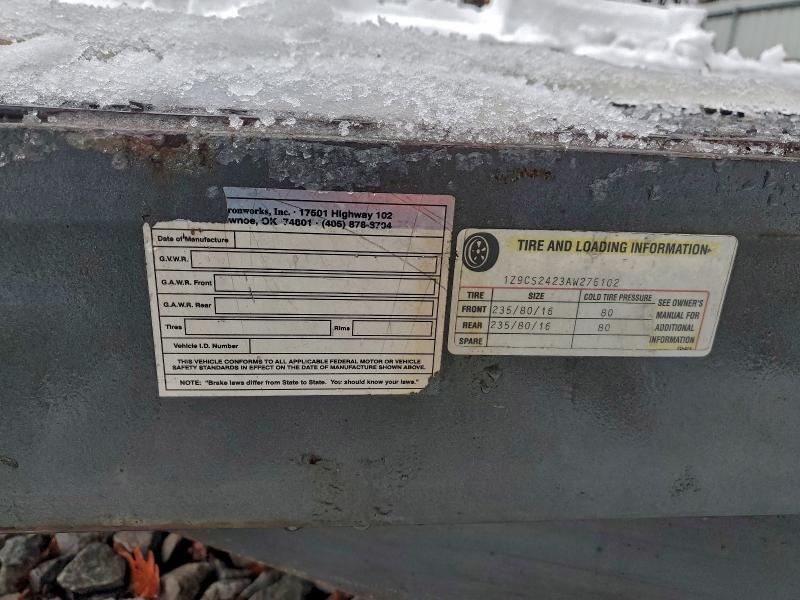 ronworks, Inc. · 17501 Highway 102
wnoe, OK 74801 · (405) 878-3704
Date of Manufacture
G.V.W.R.
G.A.W.R. Front
G.A.W.R. Rear
Tires Rims
Vehicle I.D. Number
THIS VEHICLE CONFORMS TO ALL APPLICABLE FEDERAL MOTOR OR VEHICLE
SAFETY STANDARDS IN EFFECT ON THE DATE OF MANUFACTURE SHOWN ABOVE.
NOTE: "Brake laws differ from State to State. You should know your laws."
TIRE AND LOADING INFORMATION
1Z9CS2423AW276102
TIRE SIZE COLD TIRE PRESSURE
FRONT 235/80/16 80
REAR 235/80/16 80
SPARE
SEE OWNER'S
MANUAL FOR
ADDITIONAL
INFORMATION